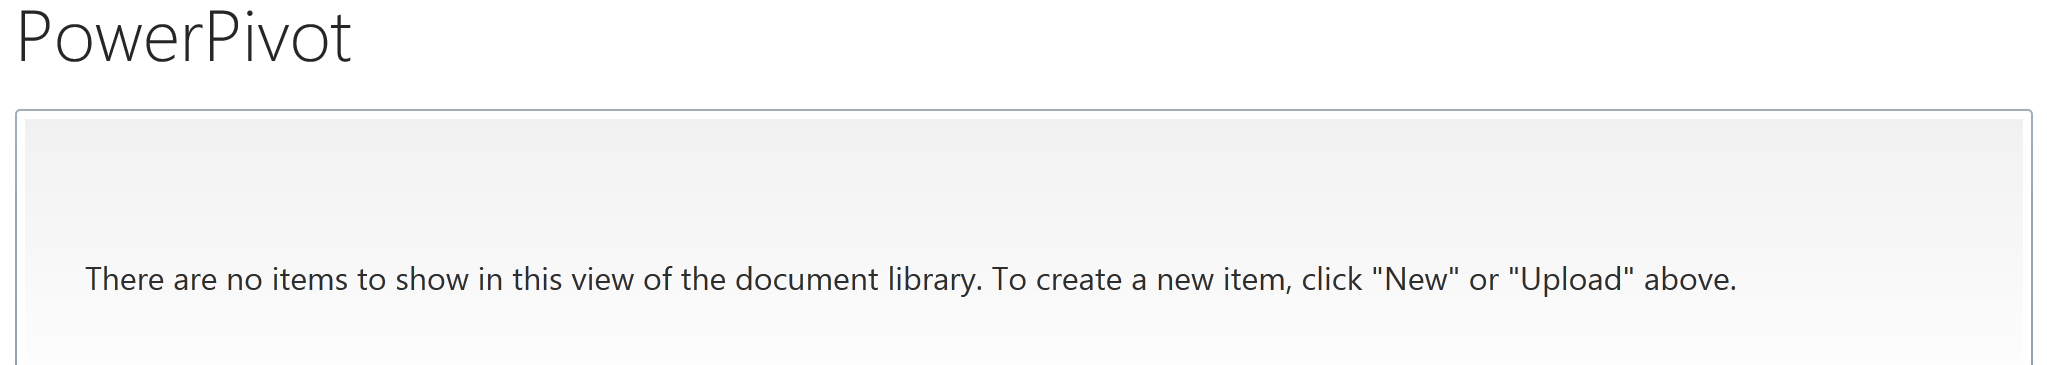 PowerPivot
There are no items to show in this view of the document library. To create a new item, click "New" or "Upload" above.